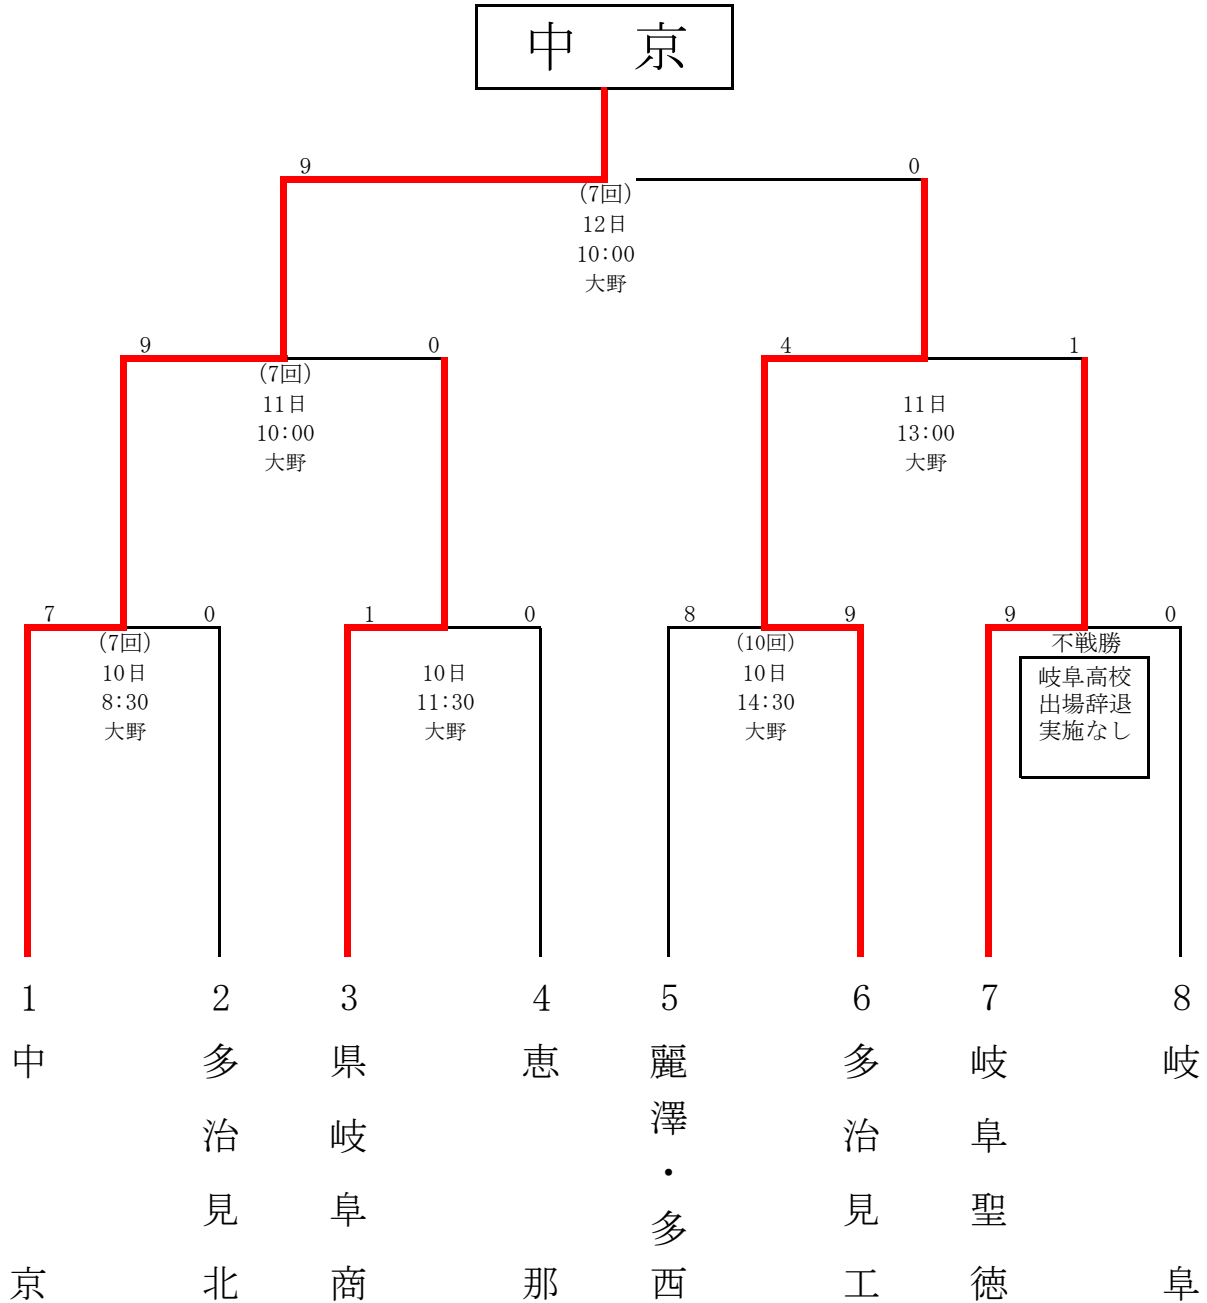 中 京
9 0
(7回)
12日
10:00
大野
9 0 4 1
(7回)
11日
10:00
大野
11日
13:00
大野
7 0 1 0 8 9 9 0
(7回)
10日
8:30
大野
10日
11:30
大野
(10回)
10日
14:30
大野
不戦勝
岐阜高校
出場辞退
実施なし
1 2 3 4 5 6 7 8
中京
多治見北
県岐阜商
恵那
麗澤・多西
多治見工
岐阜聖徳
岐阜